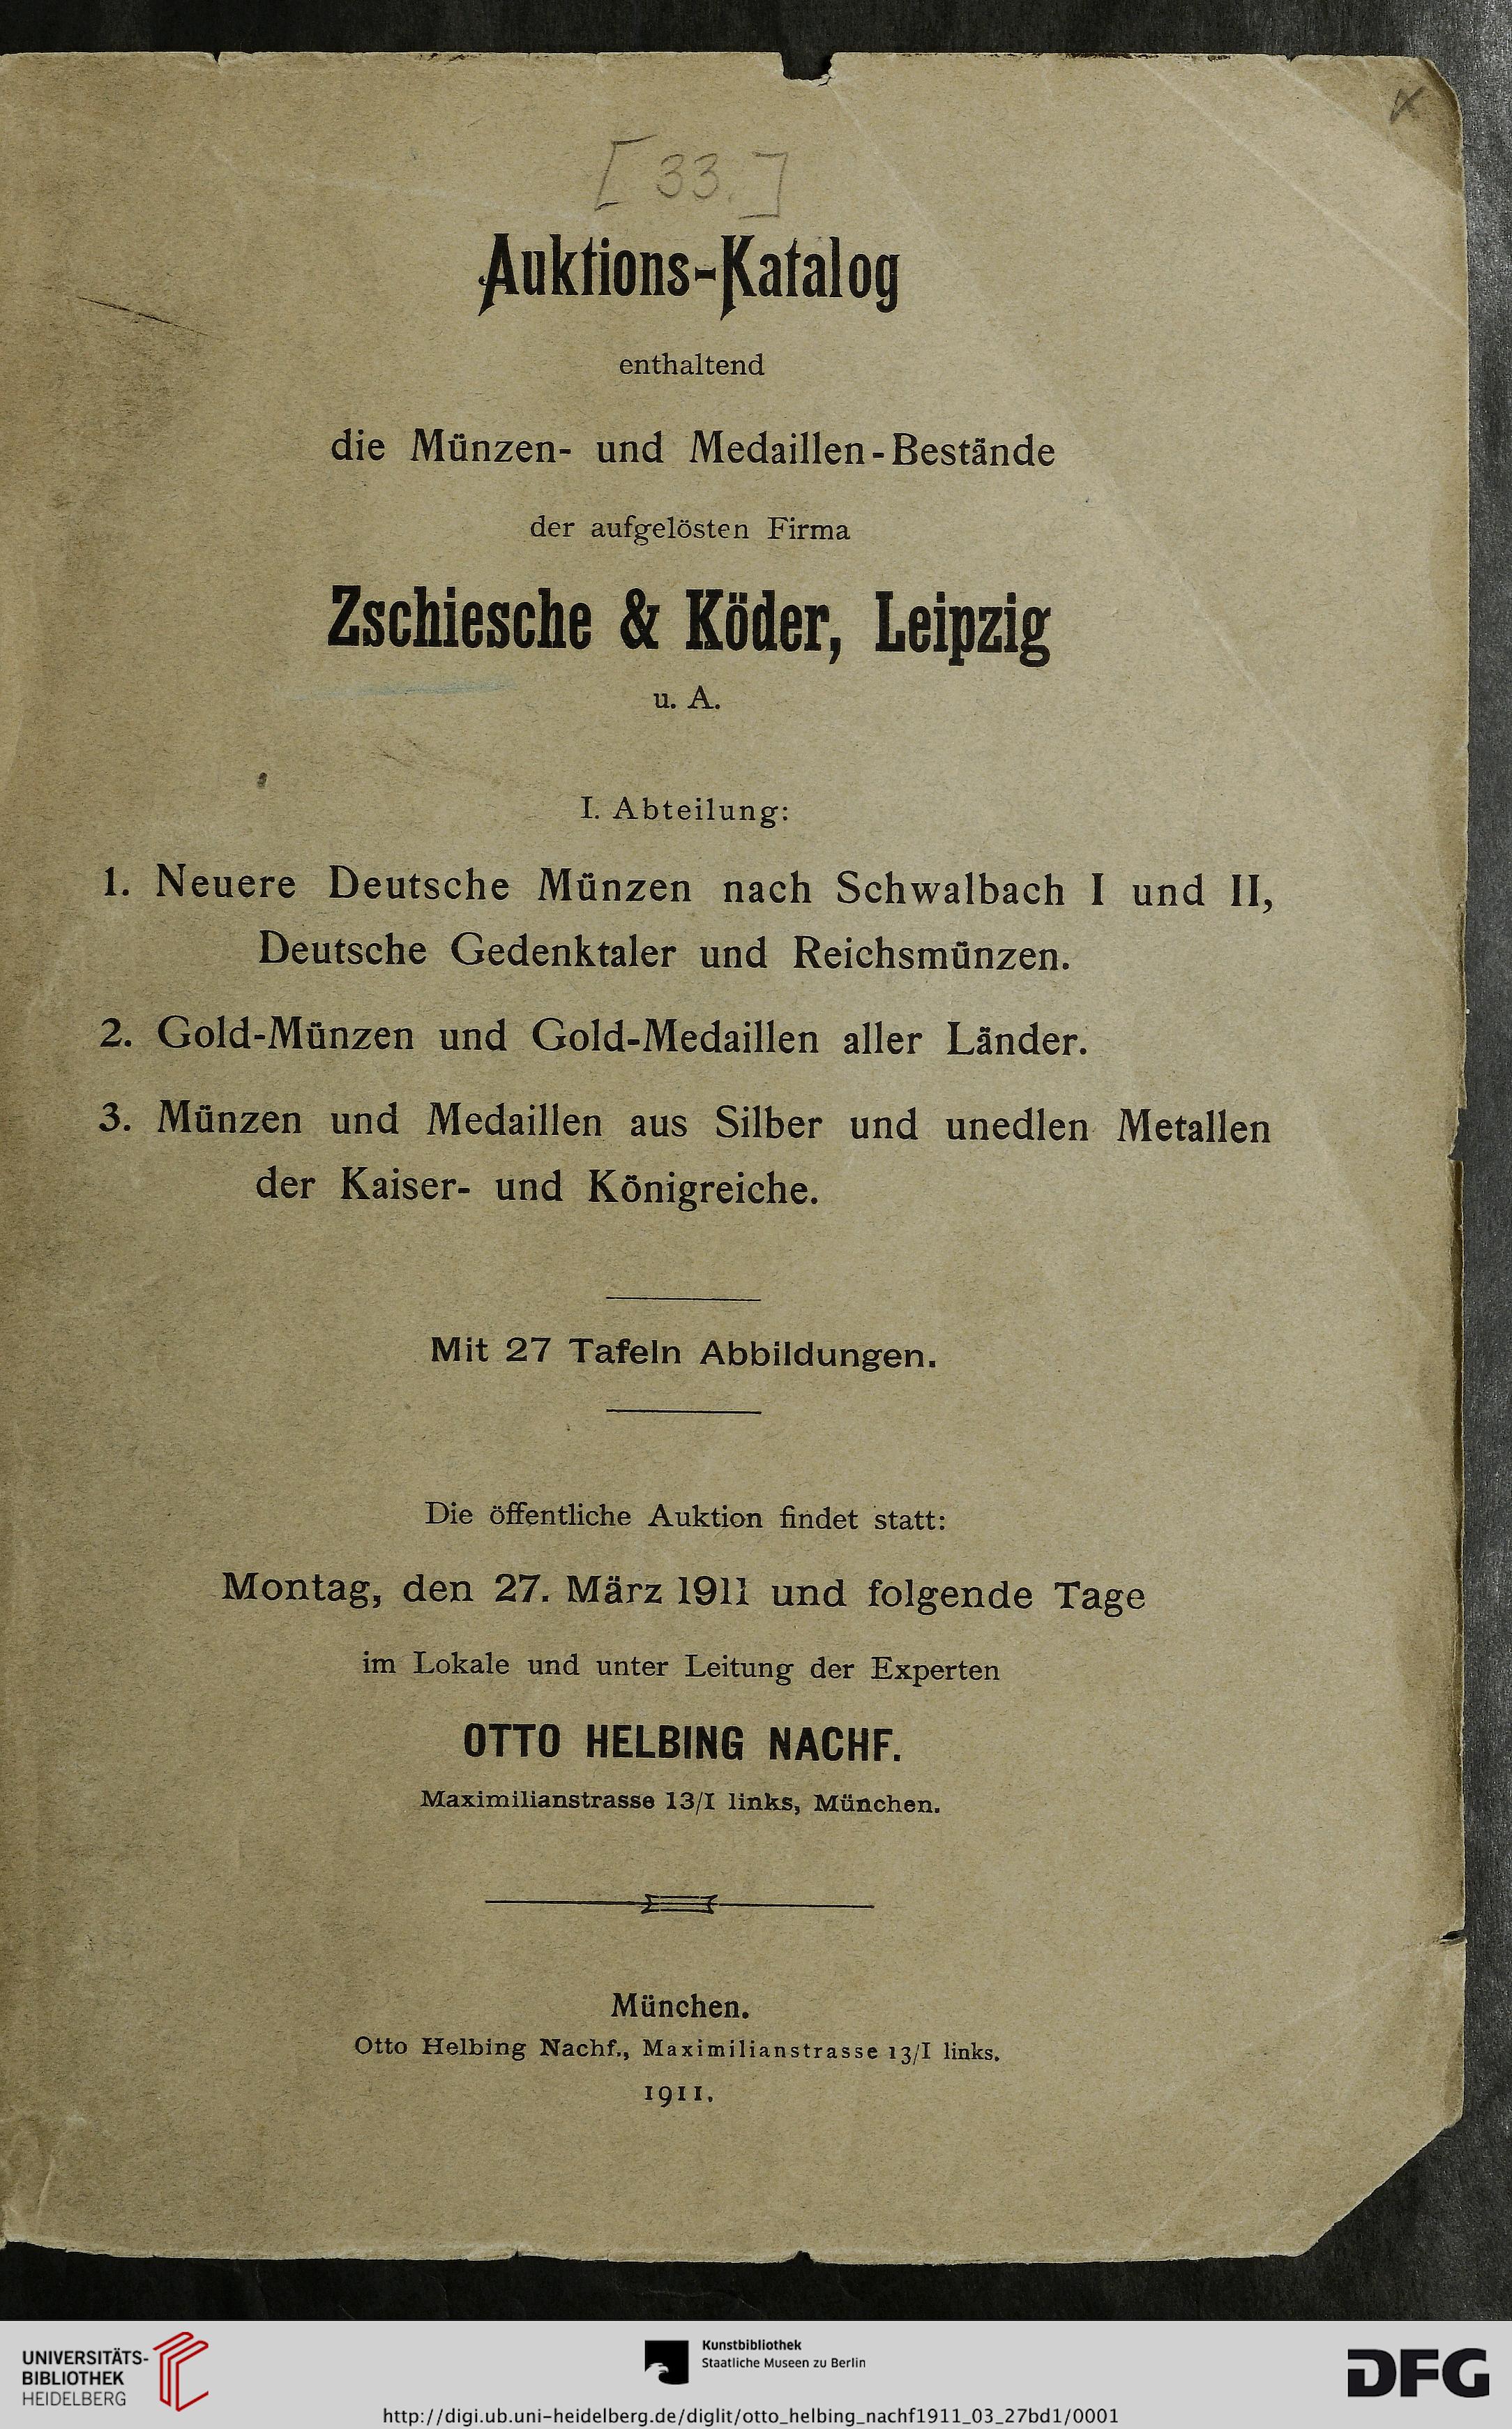 [33.]
Auktions-Katalog
enthaltend
die Münzen- und Medaillen-Bestände
der aufgelösten Firma
Zschiesche & Köder, Leipzig
u. A.
I. Abteilung:
1. Neuere Deutsche Münzen nach Schwalbach I und II,
Deutsche Gedenktaler und Reichsmünzen.
2. Gold-Münzen und Gold-Medaillen aller Länder.
3. Münzen und Medaillen aus Silber und unedlen Metallen
der Kaiser- und Königreiche.
Mit 27 Tafeln Abbildungen.
Die öffentliche Auktion findet statt:
Montag, den 27. März 1911 und folgende Tage
im Lokale und unter Leitung der Experten
OTTO HELBING NACHF.
Maximilianstrasse 13/I links, München.
München.
Otto Helbing Nachf., Maximilianstrasse 13/I links.
1911.
UNIVERSITÄTS-
BIBLIOTHEK
HEIDELBERG
Kunstbibliothek
Staatliche Museen zu Berlin
DFG
http://digi.ub.uni-heidelberg.de/diglit/otto_helbing_nachf1911_03_27bd1/0001